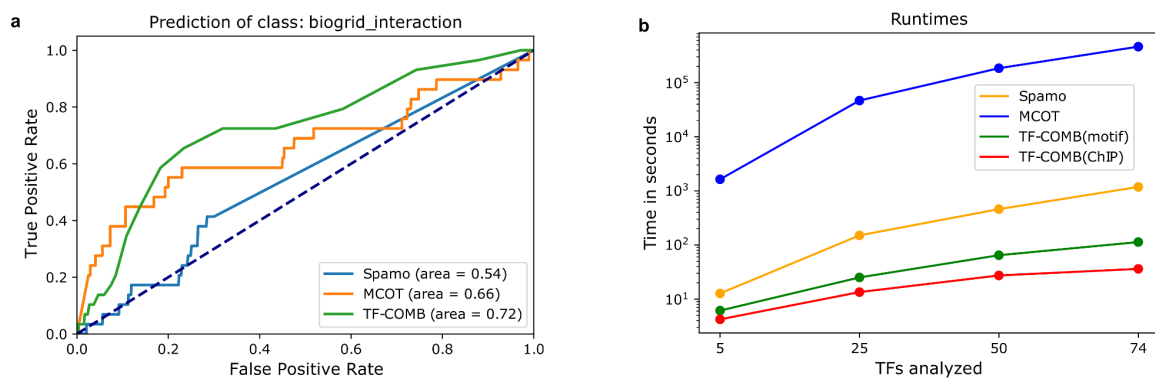 a
Prediction of class: biogrid_interaction
True Positive Rate
1.0
0.8
0.6
0.4
0.2
0.0
0.0 0.2 0.4 0.6 0.8 1.0
False Positive Rate
Spamo (area = 0.54)
MCOT (area = 0.66)
TF-COMB (area = 0.72)
b
Runtimes
Time in seconds
10^5
10^4
10^3
10^2
10^1
5 25 50 74
TFs analyzed
Spamo
MCOT
TF-COMB(motif)
TF-COMB(ChIP)